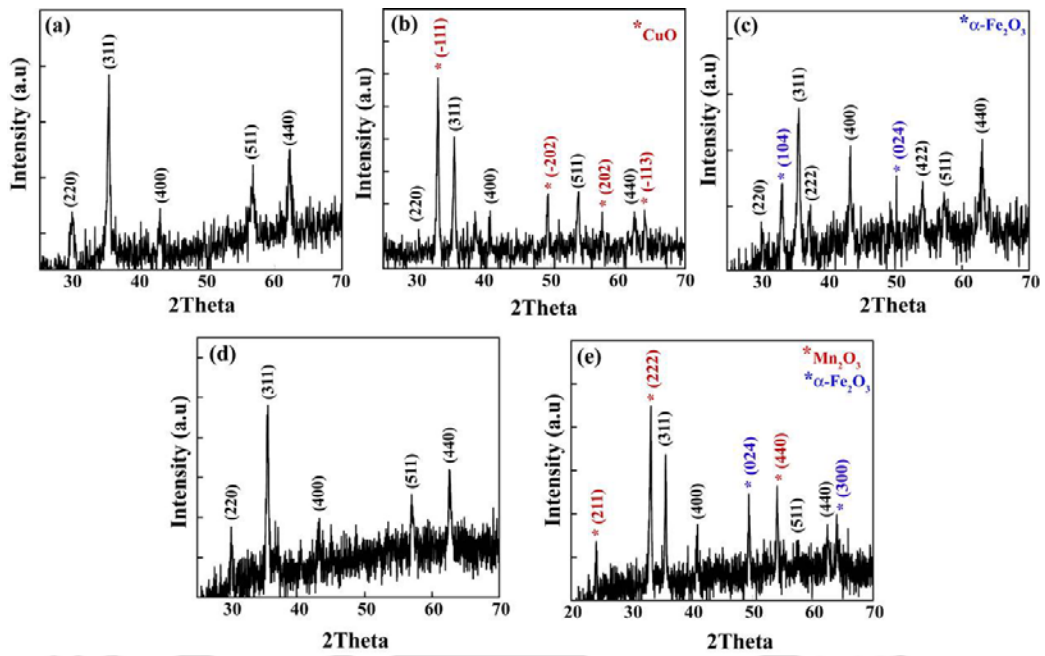 (a)
(220)
(311)
(400)
(511)
(440)
Intensity (a.u)
30 40 50 60 70
2Theta
(b)
*CuO
(220)
* (-111)
(311)
(400)
* (-202)
(511)
* (202)
(440)
* (-113)
Intensity (a.u)
30 40 50 60 70
2Theta
(c)
*α-Fe₂O₃
(220)
* (104)
(311)
(222)
(400)
* (024)
(422)
(511)
(440)
Intensity (a.u)
30 40 50 60 70
2Theta
(d)
(220)
(311)
(400)
(511)
(440)
Intensity (a.u)
30 40 50 60 70
2Theta
(e)
*Mn₂O₃
*α-Fe₂O₃
* (211)
* (222)
(311)
(400)
* (024)
* (440)
(511)
(440)
* (300)
Intensity (a.u)
20 30 40 50 60 70
2Theta